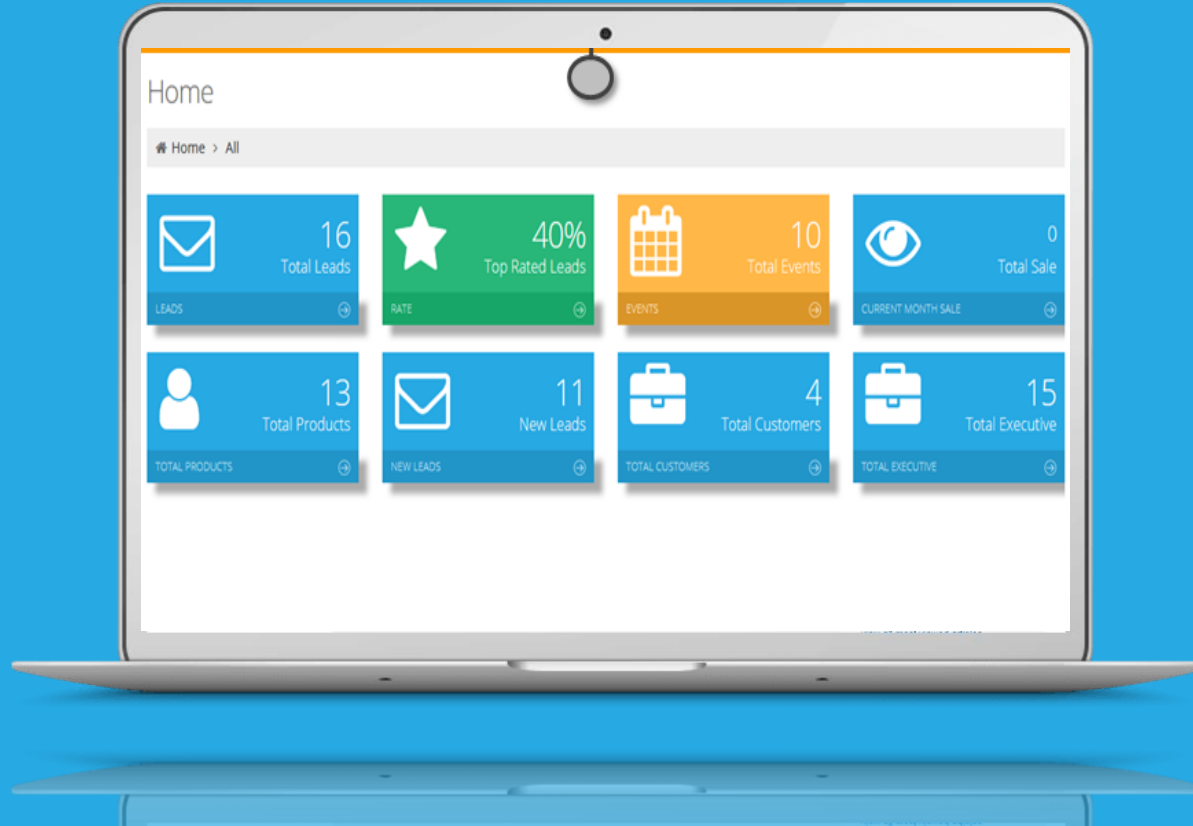 Home
Home > All
16
Total Leads
LEADS
40%
Top Rated Leads
RATE
10
Total Events
EVENTS
0
Total Sale
CURRENT MONTH SALE
13
Total Products
TOTAL PRODUCTS
11
New Leads
NEW LEADS
4
Total Customers
TOTAL CUSTOMERS
15
Total Executive
TOTAL EXECUTIVE